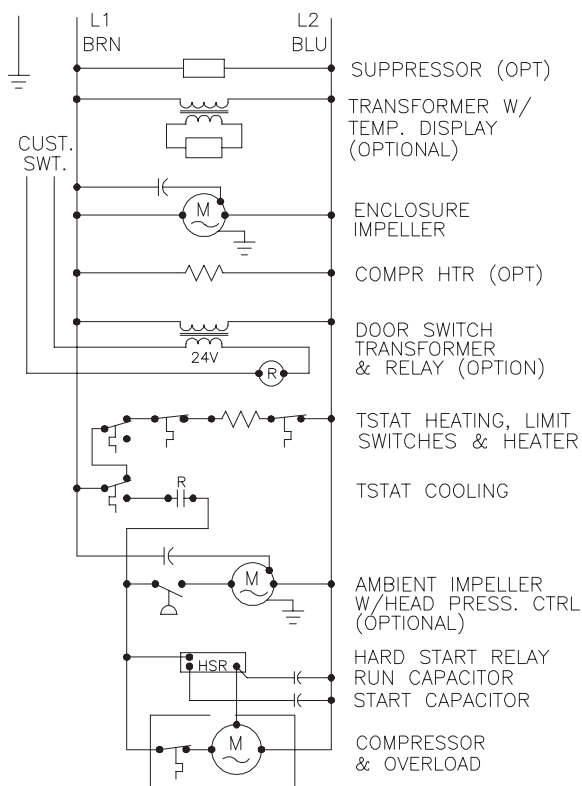 L1
L2
BRN
BLU
SUPPRESSOR (OPT)
TRANSFORMER W/
TEMP. DISPLAY
(OPTIONAL)
CUST.
SWT.
M
ENCLOSURE
IMPELLER
COMPR HTR (OPT)
24V
R
DOOR SWITCH
TRANSFORMER
& RELAY (OPTION)
TSTAT HEATING, LIMIT
SWITCHES & HEATER
R
TSTAT COOLING
M
AMBIENT IMPELLER
W/HEAD PRESS. CTRL
(OPTIONAL)
HSR
HARD START RELAY
RUN CAPACITOR
START CAPACITOR
M
COMPRESSOR
& OVERLOAD